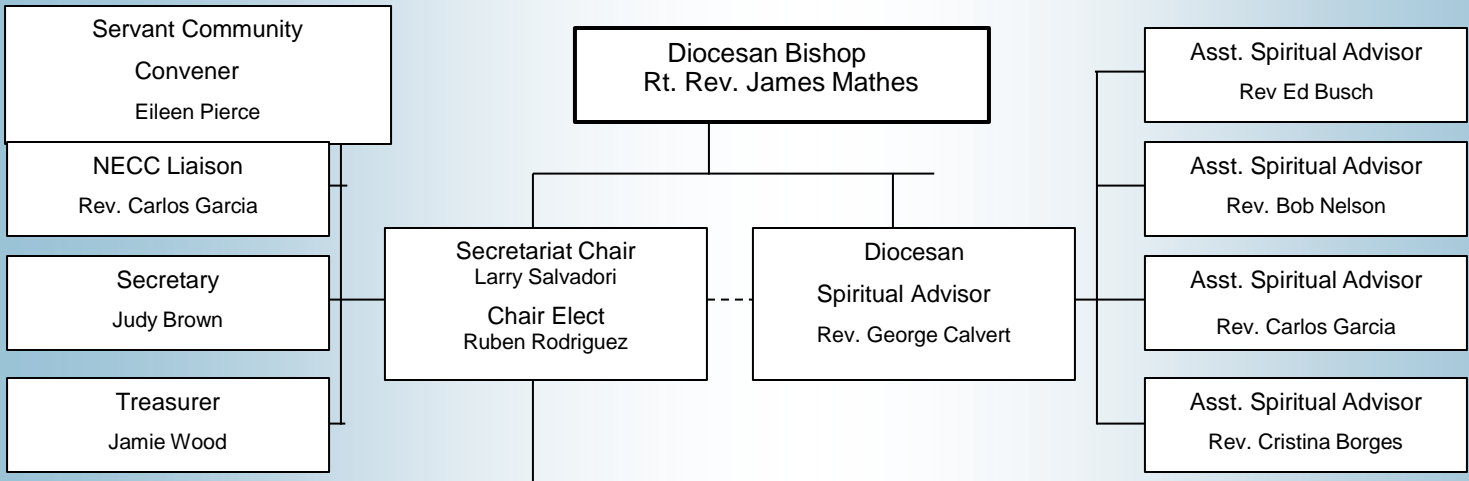 Servant Community
Convener
Eileen Pierce
NECC Liaison
Rev. Carlos Garcia
Secretary
Judy Brown
Treasurer
Jamie Wood
Diocesan Bishop
Rt. Rev. James Mathes
Secretariat Chair
Larry Salvadori
Chair Elect
Ruben Rodriguez
Diocesan
Spiritual Advisor
Rev. George Calvert
Asst. Spiritual Advisor
Rev Ed Busch
Asst. Spiritual Advisor
Rev. Bob Nelson
Asst. Spiritual Advisor
Rev. Carlos Garcia
Asst. Spiritual Advisor
Rev. Cristina Borges